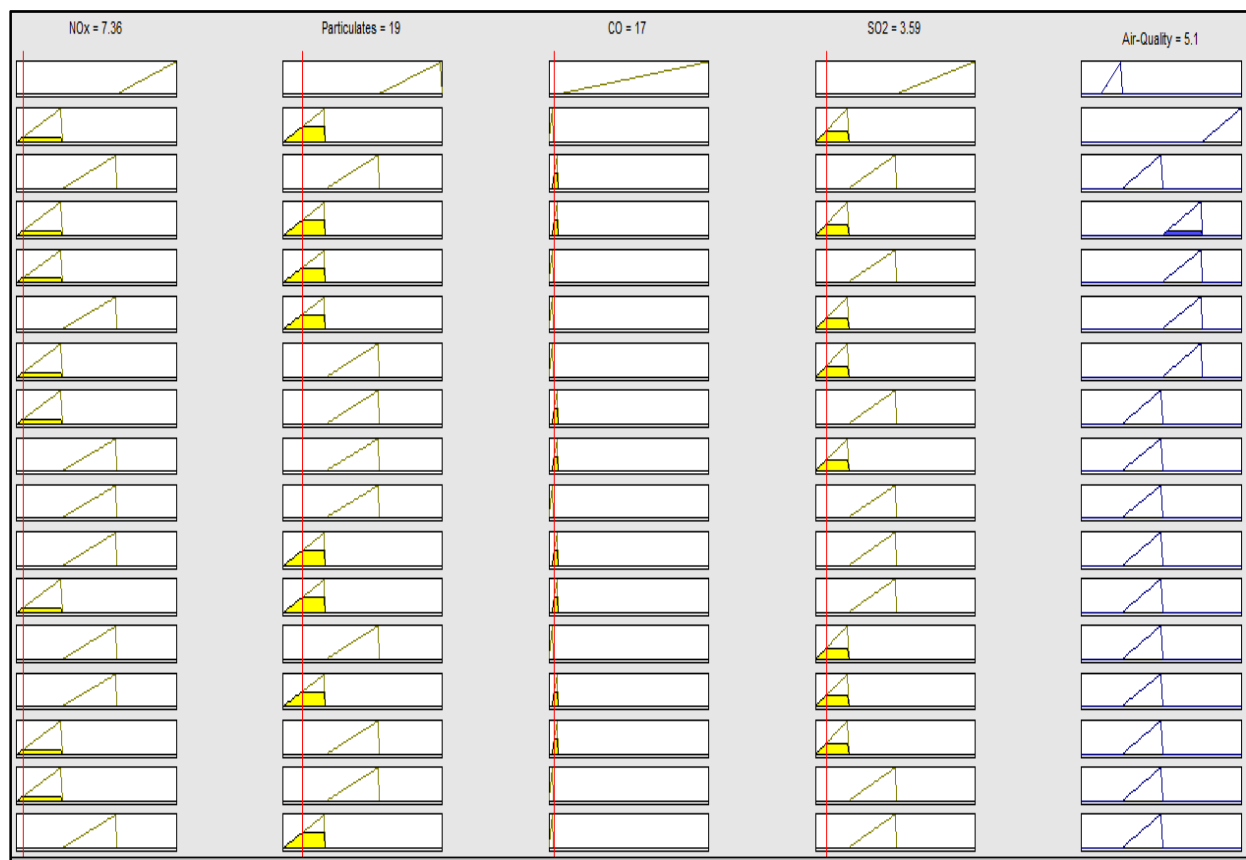 NOx = 7.36
Particulates = 19
CO = 17
SO2 = 3.59
Air-Quality = 5.1